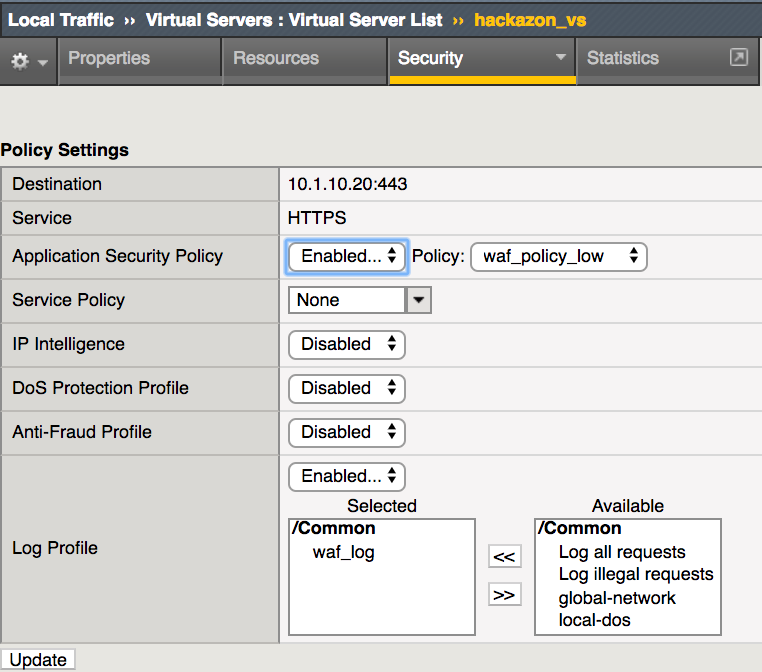 Local Traffic ›› Virtual Servers : Virtual Server List ›› hackazon_vs
Properties Resources Security Statistics
Policy Settings
Destination 10.1.10.20:443
Service HTTPS
Application Security Policy Enabled... Policy: waf_policy_low
Service Policy None
IP Intelligence Disabled
DoS Protection Profile Disabled
Anti-Fraud Profile Disabled
Log Profile Enabled...
Selected Available
/Common /Common
waf_log Log all requests
<< Log illegal requests
>> global-network
local-dos
Update